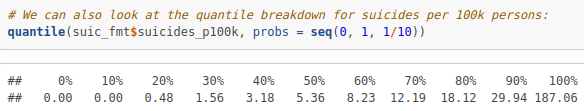 # We can also look at the quantile breakdown for suicides per 100k persons:
quantile(suic_fmt$suicides_p100k, probs = seq(0, 1, 1/10))
##     0%    10%    20%    30%    40%    50%    60%    70%    80%    90%   100%
##   0.00   0.00   0.48   1.56   3.18   5.36   8.23  12.19  18.12  29.94 187.06